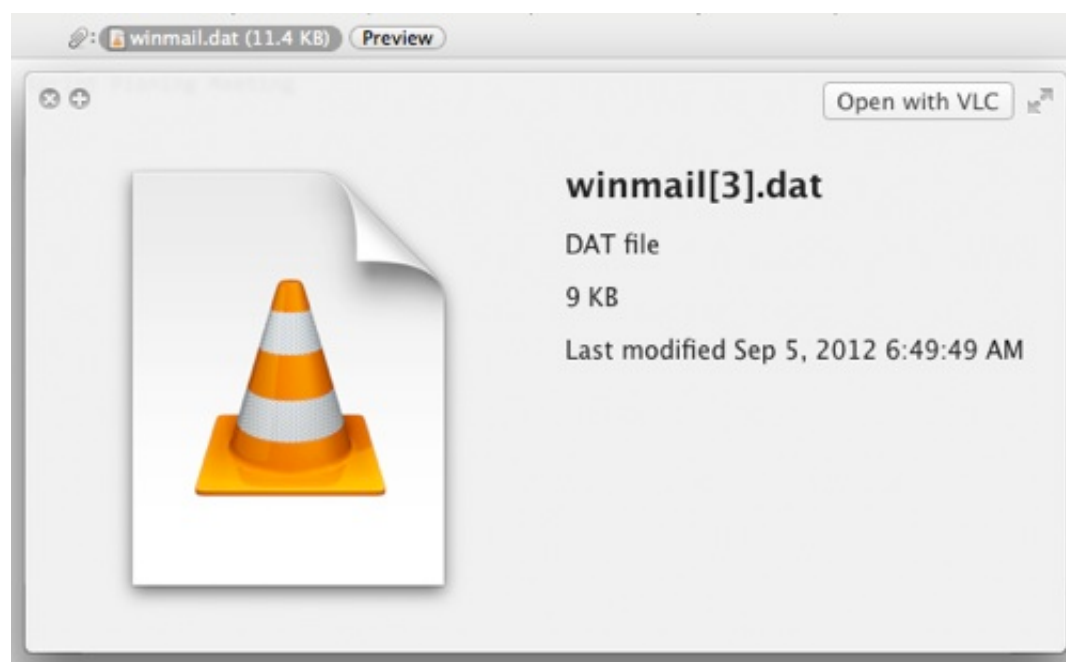 : winmail.dat (11.4 KB) Preview
Open with VLC
winmail[3].dat
DAT file
9 KB
Last modified Sep 5, 2012 6:49:49 AM